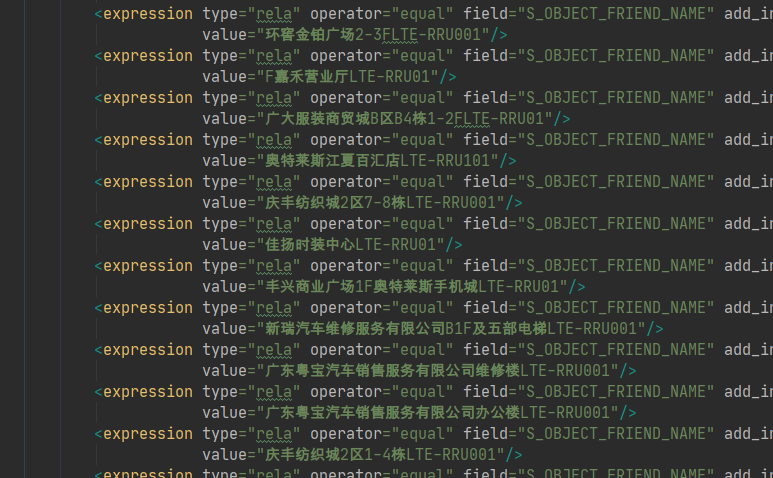 <expression type="rela" operator="equal" field="S_OBJECT_FRIEND_NAME" add_in
value="环窖金铂广场2-3FLTE-RRU001"/>
<expression type="rela" operator="equal" field="S_OBJECT_FRIEND_NAME" add_in
value="F嘉禾营业厅LTE-RRU01"/>
<expression type="rela" operator="equal" field="S_OBJECT_FRIEND_NAME" add_in
value="广大服装商贸城B区B4栋1-2FLTE-RRU01"/>
<expression type="rela" operator="equal" field="S_OBJECT_FRIEND_NAME" add_in
value="奥特莱斯江夏百汇店LTE-RRU101"/>
<expression type="rela" operator="equal" field="S_OBJECT_FRIEND_NAME" add_in
value="庆丰纺织城2区7-8栋LTE-RRU001"/>
<expression type="rela" operator="equal" field="S_OBJECT_FRIEND_NAME" add_in
value="佳扬时装中心LTE-RRU01"/>
<expression type="rela" operator="equal" field="S_OBJECT_FRIEND_NAME" add_in
value="丰兴商业广场1F奥特莱斯手机城LTE-RRU01"/>
<expression type="rela" operator="equal" field="S_OBJECT_FRIEND_NAME" add_in
value="新瑞汽车维修服务有限公司B1F及五部电梯LTE-RRU001"/>
<expression type="rela" operator="equal" field="S_OBJECT_FRIEND_NAME" add_in
value="广东粤宝汽车销售服务有限公司维修楼LTE-RRU001"/>
<expression type="rela" operator="equal" field="S_OBJECT_FRIEND_NAME" add_in
value="广东粤宝汽车销售服务有限公司办公楼LTE-RRU001"/>
<expression type="rela" operator="equal" field="S_OBJECT_FRIEND_NAME" add_in
value="庆丰纺织城2区1-4栋LTE-RRU001"/>
<expression type="rela" operator="equal" field="S_OBJECT_FRIEND_NAME" add_in